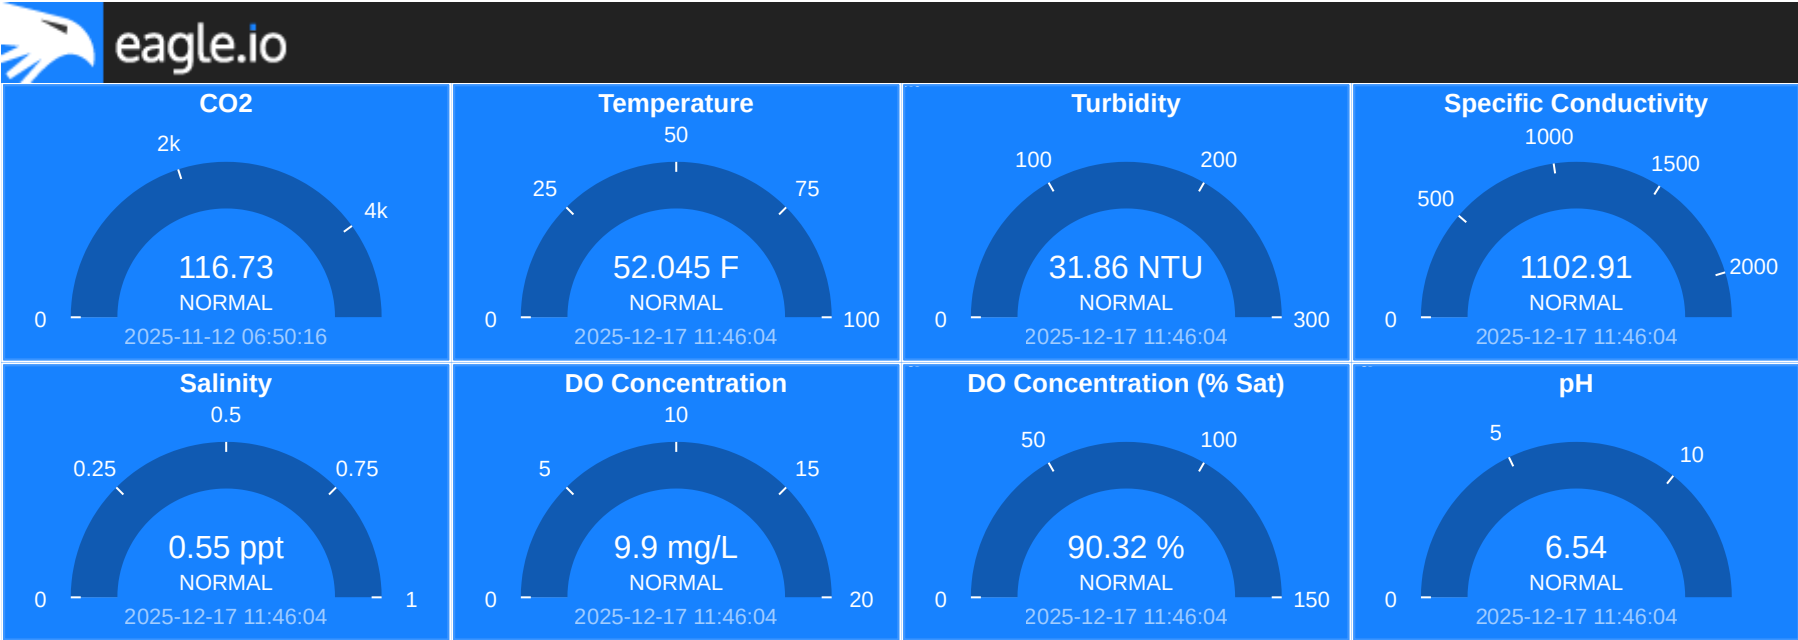 eagle.io
CO2
2k
4k
116.73
NORMAL
0
2025-11-12 06:50:16
Temperature
50
25
75
52.045 F
NORMAL
0
100
2025-12-17 11:46:04
Turbidity
100
200
31.86 NTU
NORMAL
0
300
2025-12-17 11:46:04
Specific Conductivity
1000
1500
500
2000
1102.91
NORMAL
0
2025-12-17 11:46:04
Salinity
0.5
0.25
0.75
0.55 ppt
NORMAL
0
1
2025-12-17 11:46:04
DO Concentration
10
5
15
9.9 mg/L
NORMAL
0
20
2025-12-17 11:46:04
DO Concentration (% Sat)
50
100
90.32 %
NORMAL
0
150
2025-12-17 11:46:04
pH
5
10
6.54
NORMAL
0
2025-12-17 11:46:04